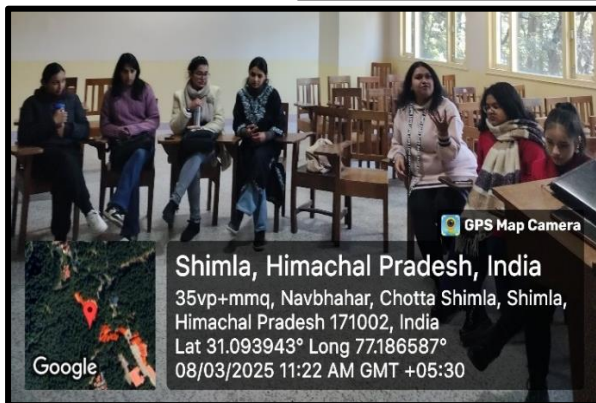 GPS Map Camera
Shimla, Himachal Pradesh, India
35vp+mmq, Navbhahar, Chotta Shimla, Shimla,
Himachal Pradesh 171002, India
Lat 31.093943° Long 77.186587°
08/03/2025 11:22 AM GMT +05:30
Google